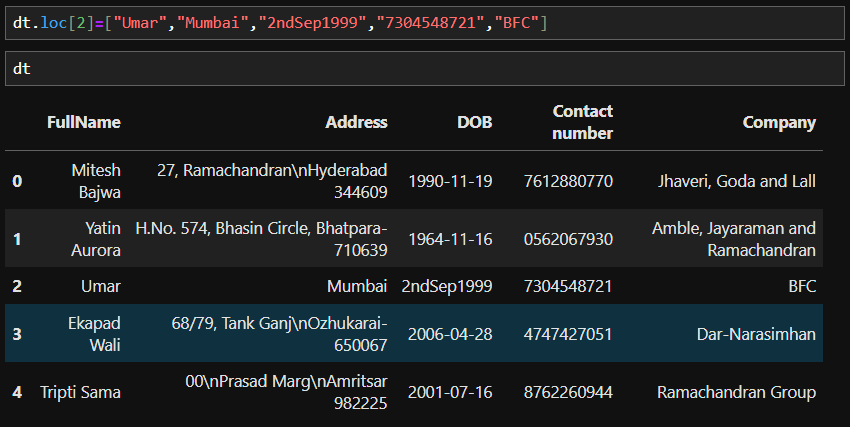 dt.loc[2]=["Umar","Mumbai","2ndSep1999","7304548721","BFC"]
dt
FullName Address DOB Contact number Company
0 Mitesh Bajwa 27, Ramachandran\nHyderabad 344609 1990-11-19 7612880770 Jhaveri, Goda and Lall
1 Yatin Aurora H.No. 574, Bhasin Circle, Bhatpara-710639 1964-11-16 0562067930 Amble, Jayaraman and Ramachandran
2 Umar Mumbai 2ndSep1999 7304548721 BFC
3 Ekapad Wali 68/79, Tank Ganj\nOzhukarai-650067 2006-04-28 4747427051 Dar-Narasimhan
4 Tripti Sama 00\nPrasad Marg\nAmritsar 982225 2001-07-16 8762260944 Ramachandran Group